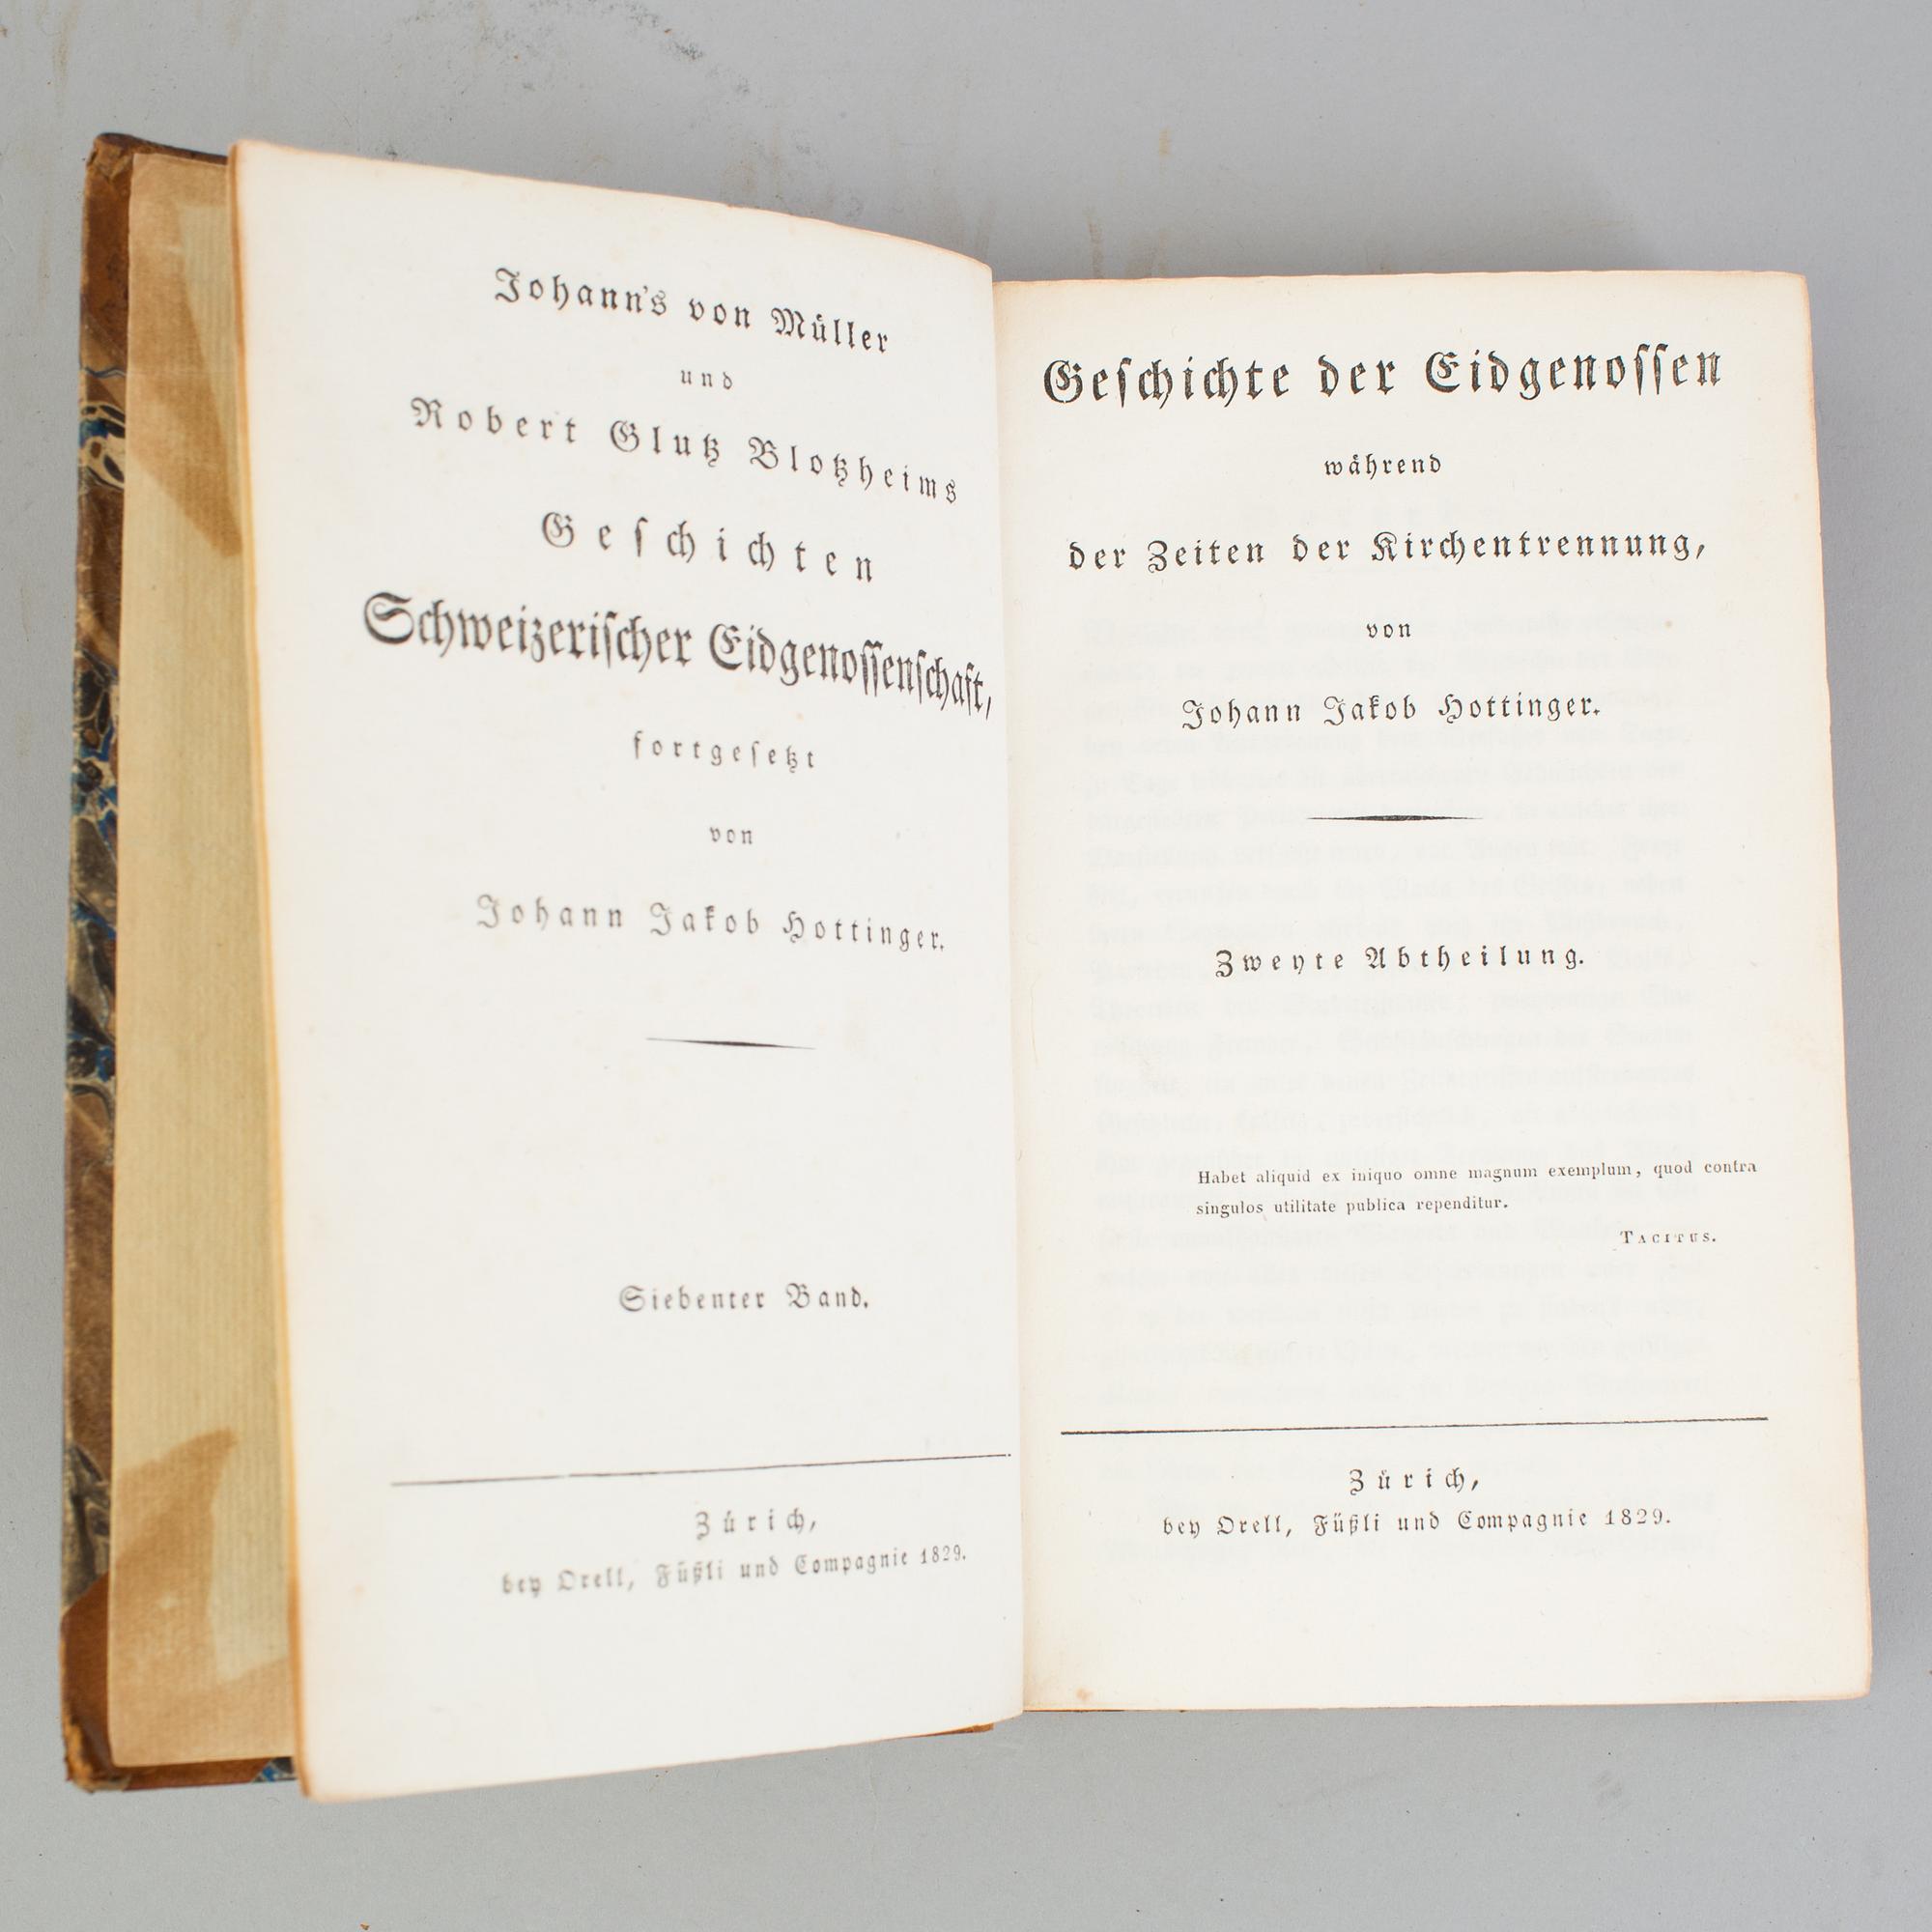 Johann's von Müller
und
Robert Glutz Blotzheims
Geschichten
Schweizerischer Eidgenossenschaft,
fortgesetzt
von
Johann Jakob Hottinger.
Siebenter Band.
Zürich,
bey Orell, Füßli und Compagnie 1829.
Geschichte der Eidgenossen
während
der Zeiten der Kirchentrennung,
von
Johann Jakob Hottinger.
Zweyte Abtheilung.
Habet aliquid ex iniquo omne magnum exemplum, quod contra
singulos utilitate publica rependitur.
TACITUS.
Zürich,
bey Orell, Füßli und Compagnie 1829.